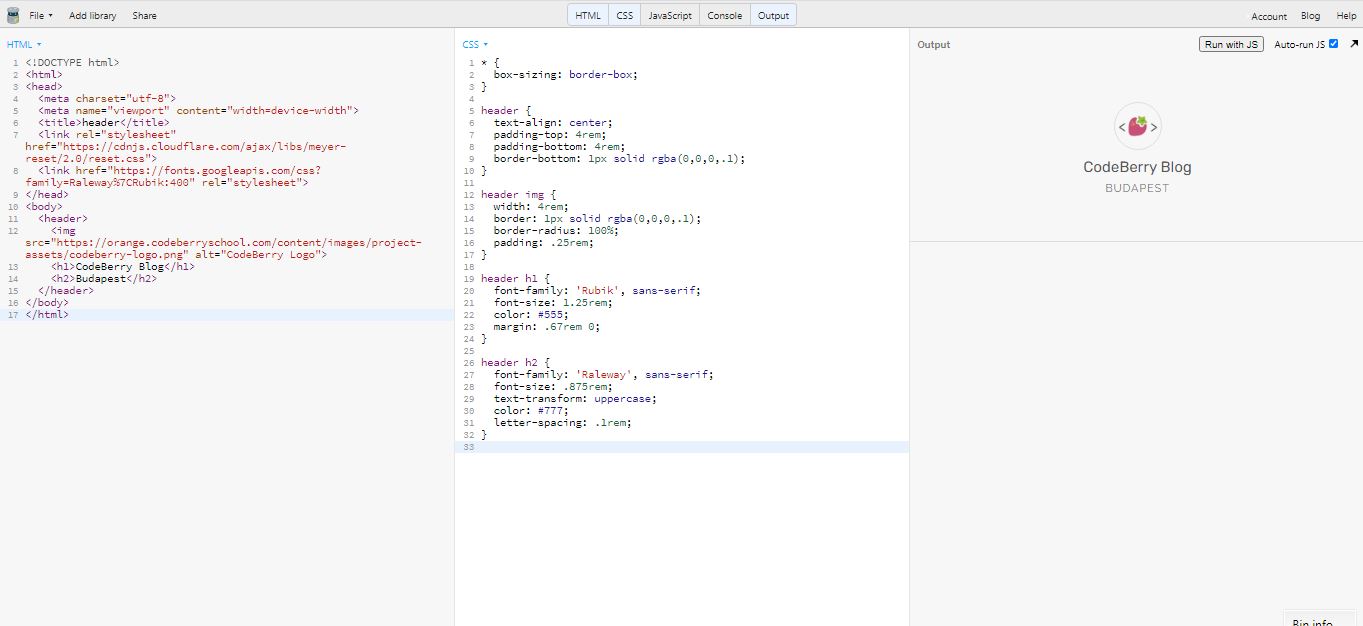 File
Add library
Share
HTML
CSS
JavaScript
Console
Output
Account
Blog
Help
HTML
1 <!DOCTYPE html>
2 <html>
3 <head>
4 <meta charset="utf-8">
5 <meta name="viewport" content="width=device-width">
6 <title>header</title>
7 <link rel="stylesheet"
href="https://cdnjs.cloudflare.com/ajax/libs/meyer-
reset/2.0/reset.css">
8 <link href="https://fonts.googleapis.com/css?
family=Raleway%7CRubik:400" rel="stylesheet">
9 </head>
10 <body>
11 <header>
12 <img
src="https://orange.codeberryschool.com/content/images/project-
assets/codeberry-logo.png" alt="CodeBerry Logo">
13 <h1>CodeBerry Blog</h1>
14 <h2>Budapest</h2>
15 </header>
16 </body>
17 </html>
CSS
1 * {
2 box-sizing: border-box;
3 }
4
5 header {
6 text-align: center;
7 padding-top: 4rem;
8 padding-bottom: 4rem;
9 border-bottom: 1px solid rgba(0,0,0,.1);
10 }
11
12 header img {
13 width: 4rem;
14 border: 1px solid rgba(0,0,0,.1);
15 border-radius: 100%;
16 padding: .25rem;
17 }
18
19 header h1 {
20 font-family: 'Rubik', sans-serif;
21 font-size: 1.25rem;
22 color: #555;
23 margin: .67rem 0;
24 }
25
26 header h2 {
27 font-family: 'Raleway', sans-serif;
28 font-size: .875rem;
29 text-transform: uppercase;
30 color: #777;
31 letter-spacing: .1rem;
32 }
33
Output
Run with JS
Auto-run JS
< >
CodeBerry Blog
BUDAPEST
Bin info